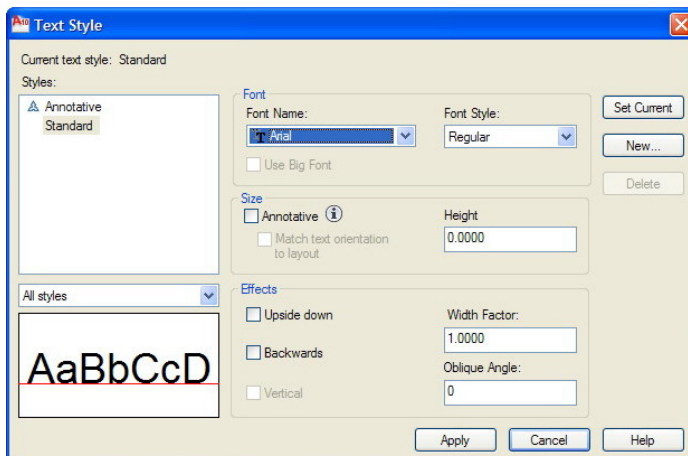 A10 Text Style
Current text style: Standard
Styles:
Annotative
Standard
All styles
AaBbCcD
Font
Font Name:
Arial
Use Big Font
Font Style:
Regular
Size
Annotative
Match text orientation
to layout
Height
0.0000
Effects
Upside down
Backwards
Vertical
Width Factor:
1.0000
Oblique Angle:
0
Set Current
New...
Delete
Apply
Cancel
Help